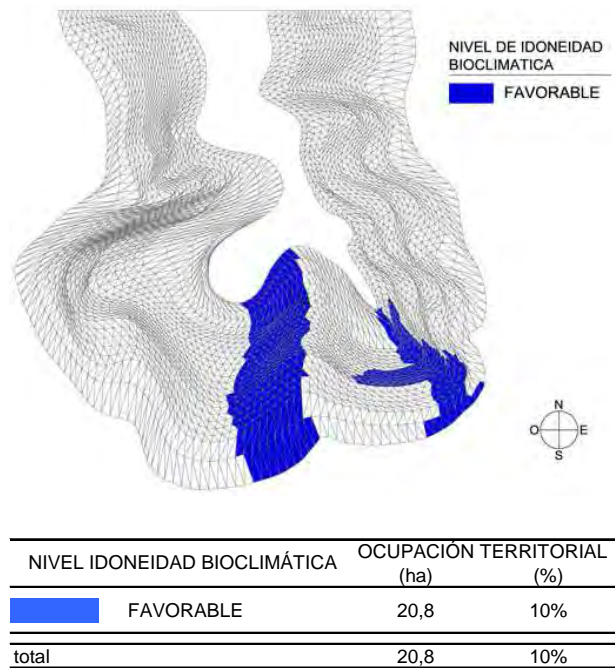 NIVEL DE IDONEIDAD
BIOCLIMATICA
FAVORABLE
N
O E
S
NIVEL IDONEIDAD BIOCLIMÁTICA OCUPACIÓN TERRITORIAL
(ha) (%)
FAVORABLE 20,8 10%
total 20,8 10%